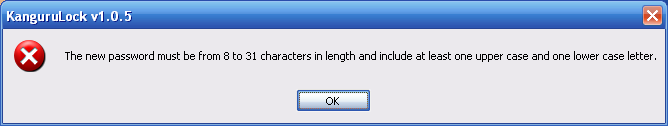 KanguruLock v1.0.5
The new password must be from 8 to 31 characters in length and include at least one upper case and one lower case letter.
OK